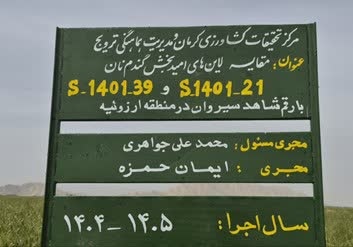 مرکز تحقیقات کشاورزی کرمان و مدیریت هماهنگی ترویج
عنوان: مقایسه لاین های امیدبخش گندم نان
S_1401_39 و S_1401_21
با رقم شاهد سیروان در منطقه ارزوئیه
مجری مسئول: محمد علی جواهری
مجری: ایمان حمزه
سال اجرا: ۱۴۰۵-۱۴۰۴